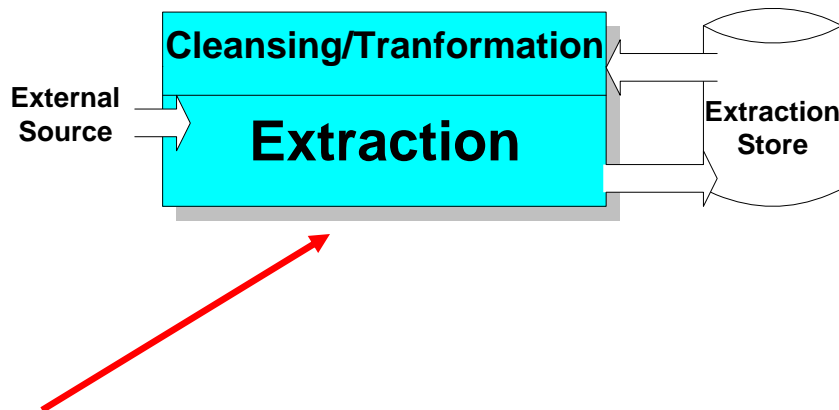 Cleansing/Tranformation
External
Source
Extraction
Extraction
Store